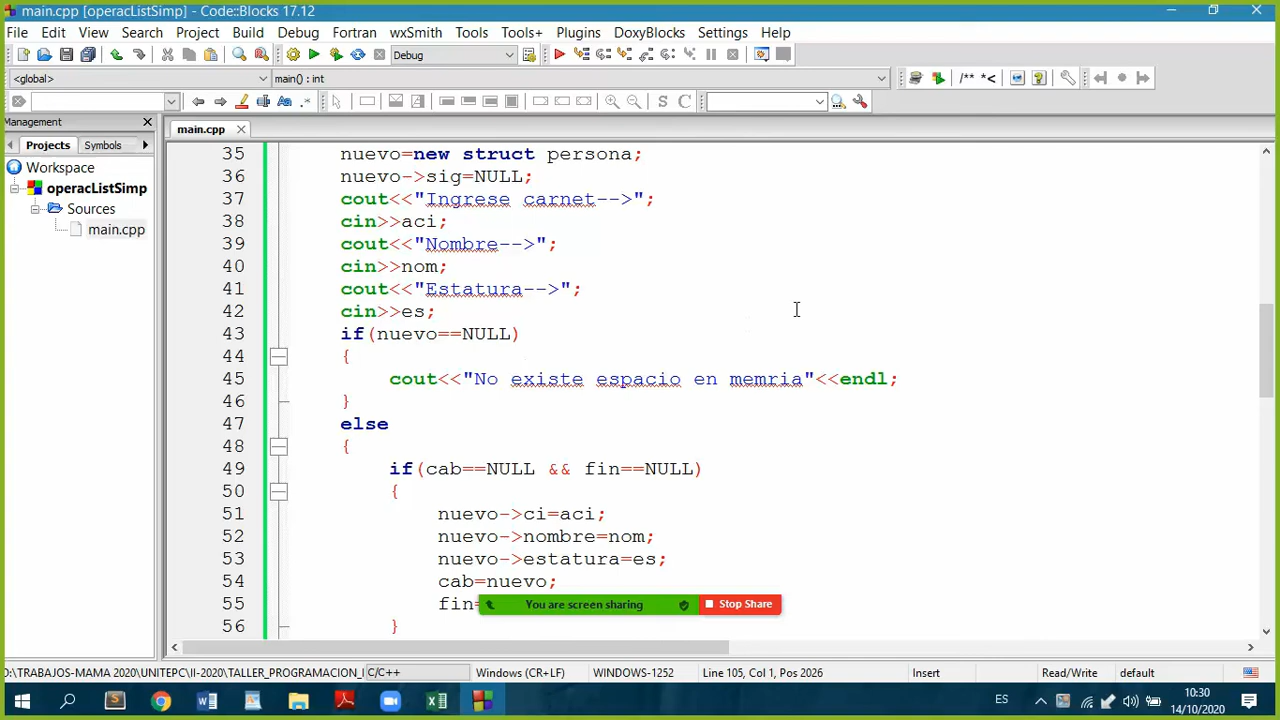 main.cpp [operacListSimp] - Code::Blocks 17.12
File Edit View Search Project Build Debug Fortran wxSmith Tools Tools+ Plugins DoxyBlocks Settings Help
Debug
<global> main() : int /** *<
Aa .* S C
Management
main.cpp
Projects Symbols
Workspace
operacListSimp
Sources
main.cpp
35 nuevo=new struct persona;
36 nuevo->sig=NULL;
37 cout<<"Ingrese carnet-->";
38 cin>>aci;
39 cout<<"Nombre-->";
40 cin>>nom;
41 cout<<"Estatura-->";
42 cin>>es;
43 if(nuevo==NULL)
44 {
45 cout<<"No existe espacio en memria"<<endl;
46 }
47 else
48 {
49 if(cab==NULL && fin==NULL)
50 {
51 nuevo->ci=aci;
52 nuevo->nombre=nom;
53 nuevo->estatura=es;
54 cab=nuevo;
55 fin=
56 }
You are screen sharing Stop Share
D:\TRABAJOS-MAMA 2020\UNITEPC\II-2020\TALLER_PROGRAMACION_I C/C++ Windows (CR+LF) WINDOWS-1252 Line 105, Col 1, Pos 2026 Insert Read/Write default
ES 10:30
14/10/2020